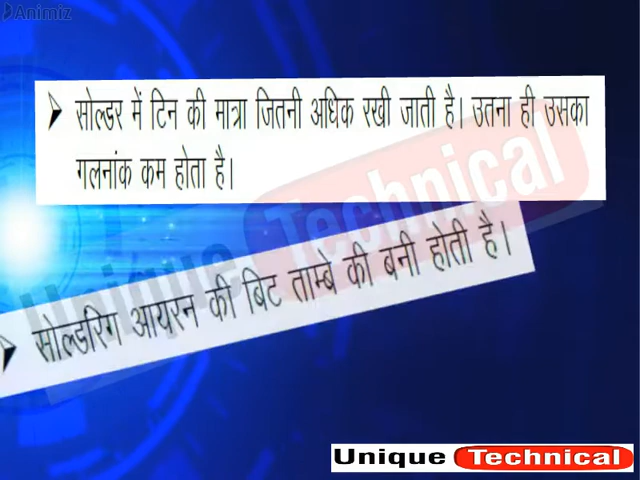 Animiz
➤ सोल्डर में टिन की मात्रा जितनी अधिक रखी जाती है। उतना ही उसका
गलनांक कम होता है।
➤ सोल्डरिंग आयरन की बिट ताम्बे की बनी होती है।
Unique Technical
Unique Technical